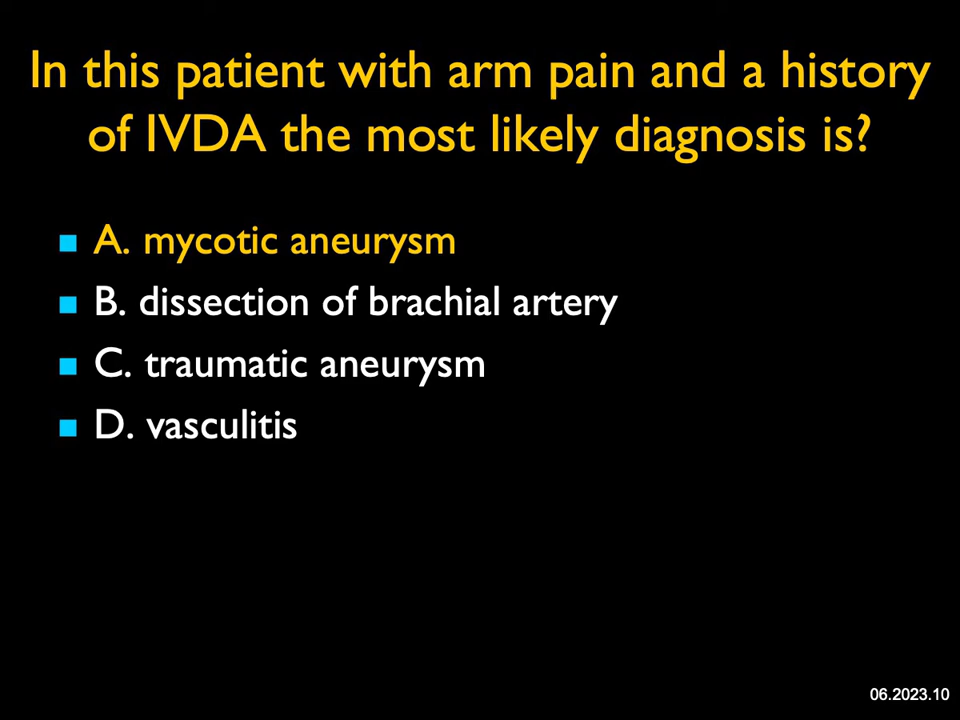 In this patient with arm pain and a history
of IVDA the most likely diagnosis is?
A. mycotic aneurysm
B. dissection of brachial artery
C. traumatic aneurysm
D. vasculitis
06.2023.10